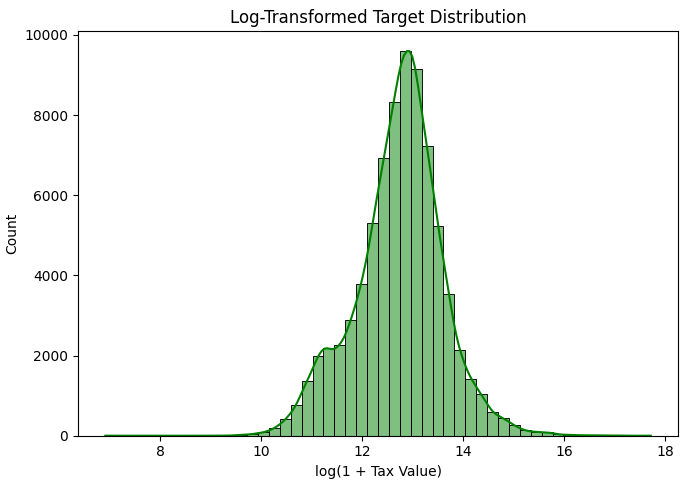 Log-Transformed Target Distribution
10000
8000
6000
4000
2000
0
Count
8 10 12 14 16 18
log(1 + Tax Value)